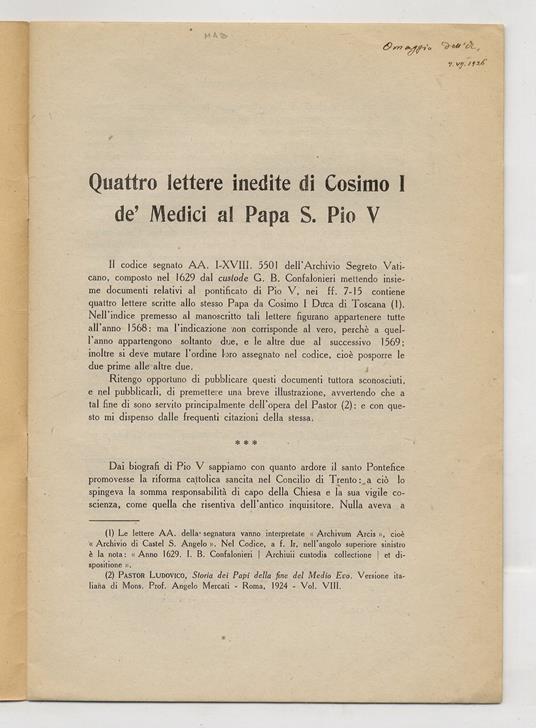 MAB
Omaggio dell'A.
7.VII.1926
Quattro lettere inedite di Cosimo I
de' Medici al Papa S. Pio V
Il codice segnato AA. I-XVIII. 5501 dell'Archivio Segreto Vati-
cano, composto nel 1629 dal custode G. B. Confalonieri mettendo insie-
me documenti relativi al pontificato di Pio V, nei ff. 7-15 contiene
quattro lettere scritte allo stesso Papa da Cosimo I Duca di Toscana (1).
Nell'indice premesso al manoscritto tali lettere figurano appartenere tutte
all'anno 1568: ma l'indicazione non corrisponde al vero, perchè a quel-
l'anno appartengono soltanto due, e le altre due al successivo 1569;
inoltre si deve mutare l'ordine loro assegnato nel codice, cioè posporre le
due prime alle altre due.
Ritengo opportuno di pubblicare questi documenti tuttora sconosciuti,
e nel pubblicarli, di premettere una breve illustrazione, avvertendo che a
tal fine di sono servito principalmente dell'opera del Pastor (2): e con que-
sto mi dispenso dalle frequenti citazioni della stessa.
* * *
Dai biografi di Pio V sappiamo con quanto ardore il santo Pontefice
promovesse la riforma cattolica sancita nel Concilio di Trento: a ciò lo
spingeva la somma responsabilità di capo della Chiesa e la sua vigile co-
scienza, come quella che risentiva dell'antico inquisitore. Nulla aveva a
(1) Le lettere AA. della segnatura vanno interpretate « Archivum Arcis », cioè
« Archivio di Castel S. Angelo ». Nel Codice, a f. Ir, nell'angolo superiore sinistro
è la nota: « Anno 1629. I. B. Confalonieri | Archiuii custodis collectione | et di-
spositione ».
(2) PASTOR LUDOVICO, Storia dei Papi della fine del Medio Evo. Versione ita-
liana di Mons. Prof. Angelo Mercati - Roma, 1924 - Vol. VIII.